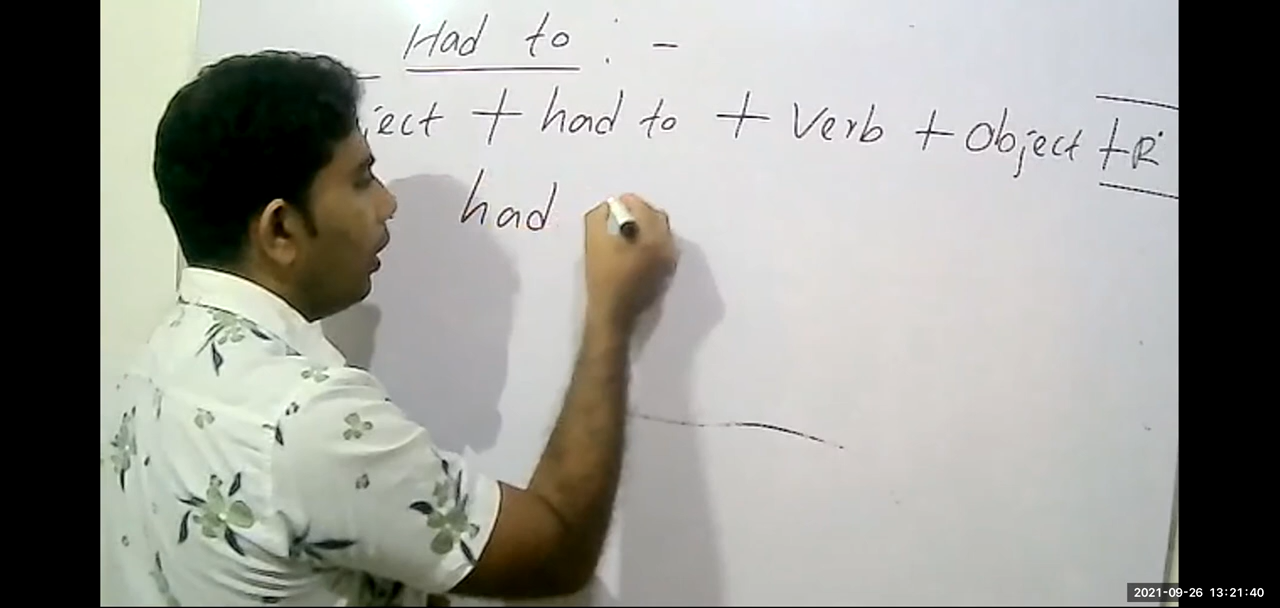 Had to : -
ject + had to + Verb + Object + R
had
2021-09-26 13:21:40